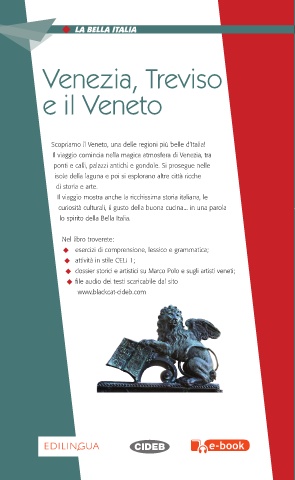 LA BELLA ITALIA
Venezia, Treviso
e il Veneto
Scopriamo il Veneto, una delle regioni più belle d'Italia!
Il viaggio comincia nella magica atmosfera di Venezia, tra
ponti e calli, palazzi antichi e gondole. Si prosegue nelle
isole della laguna e poi si esplorano altre città ricche
di storia e arte.
Il viaggio mostra anche la ricchissima storia italiana, le
curiosità culturali, il gusto della buona cucina... in una parola
lo spirito della Bella Italia.
Nel libro troverete:
esercizi di comprensione, lessico e grammatica;
attività in stile CELI 1;
dossier storici e artistici su Marco Polo e sugli artisti veneti;
file audio dei testi scaricabile dal sito
www.blackcat-cideb.com
EDILINGUA
CIDEB
e-book